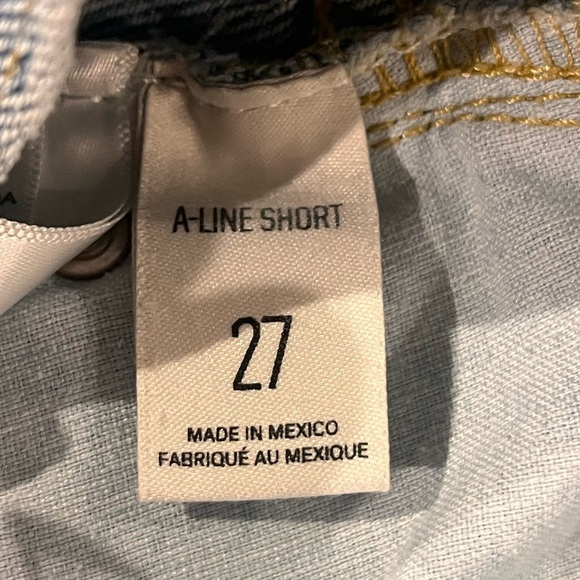 A-LINE SHORT
27
MADE IN MEXICO
FABRIQUÉ AU MEXIQUE